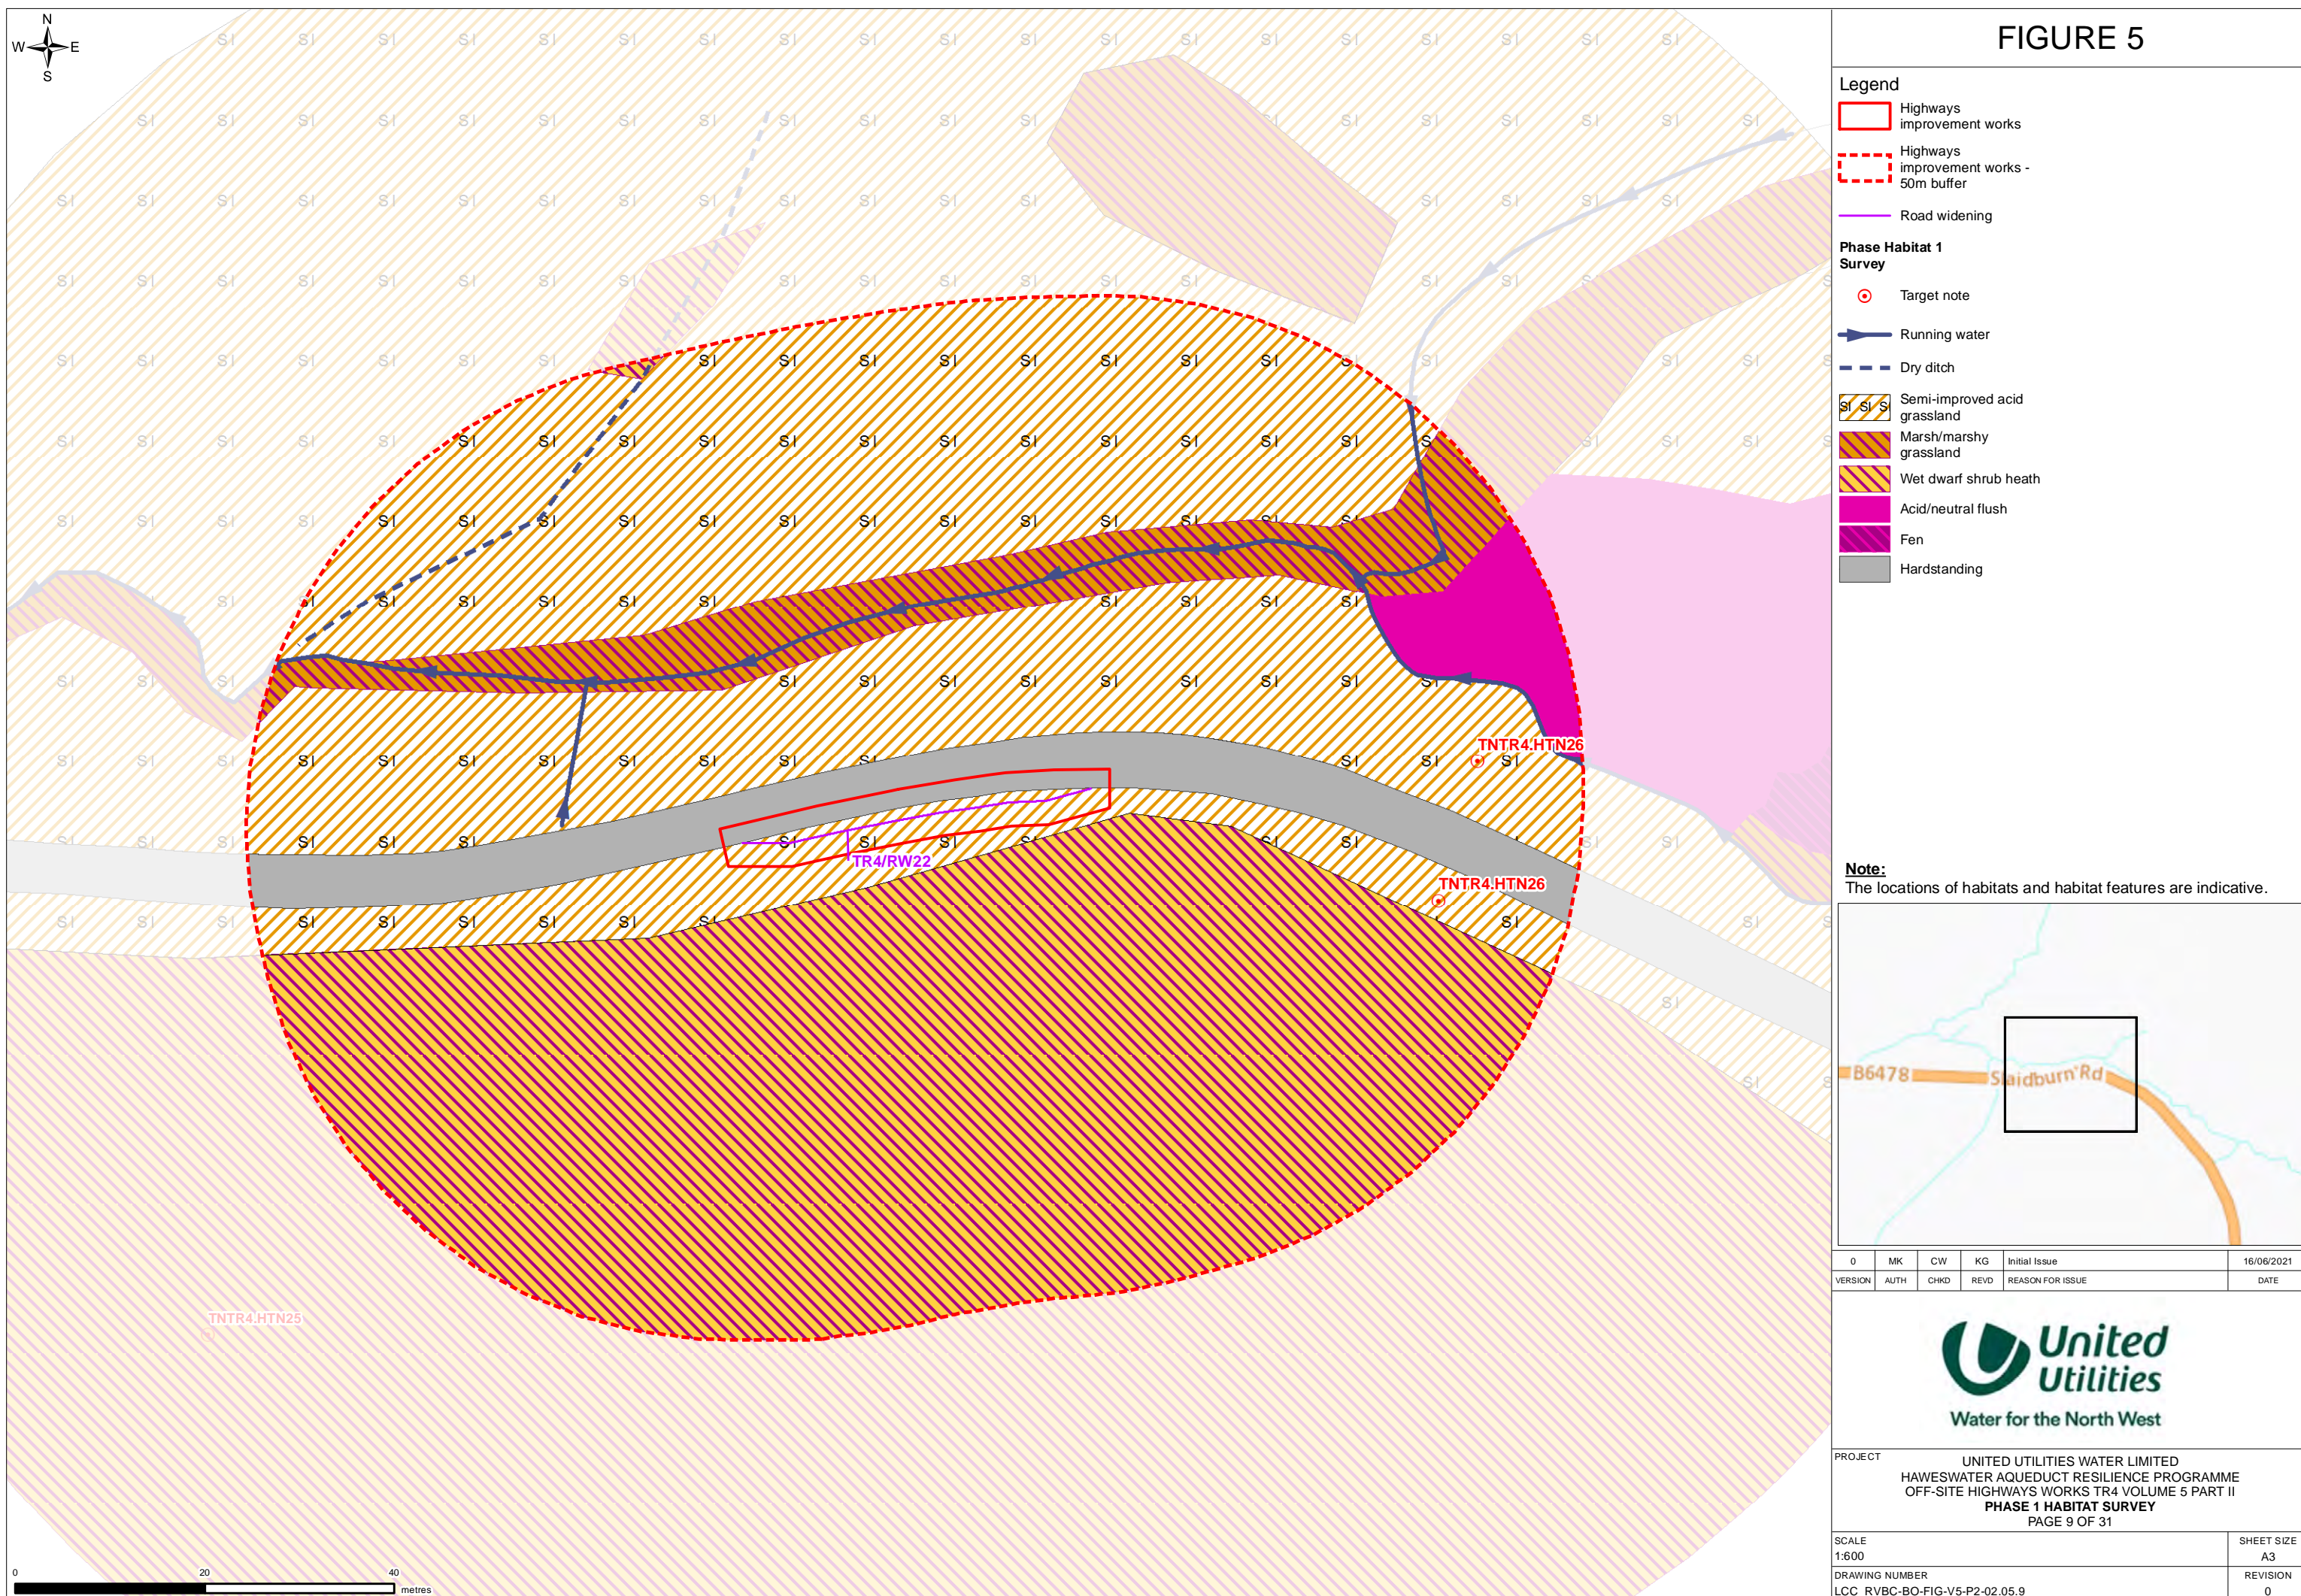 N
W E
S
FIGURE 5
Legend
Highways
improvement works
Highways
improvement works -
50m buffer
Road widening
Phase Habitat 1
Survey
Target note
Running water
Dry ditch
SI SI SI
Semi-improved acid
grassland
Marsh/marshy
grassland
Wet dwarf shrub heath
Acid/neutral flush
Fen
Hardstanding
TNTR4.HTN26
TR4/RW22
TNTR4.HTN26
TNTR4.HTN25
0 20 40
metres
Note:
The locations of habitats and habitat features are indicative.
B6478 Slaidburn Rd
0 MK CW KG Initial Issue 16/06/2021
VERSION AUTH CHKD REVD REASON FOR ISSUE DATE
United
Utilities
Water for the North West
PROJECT
UNITED UTILITIES WATER LIMITED
HAWESWATER AQUEDUCT RESILIENCE PROGRAMME
OFF-SITE HIGHWAYS WORKS TR4 VOLUME 5 PART II
PHASE 1 HABITAT SURVEY
PAGE 9 OF 31
SCALE SHEET SIZE
1:600 A3
DRAWING NUMBER REVISION
LCC_RVBC-BO-FIG-V5-P2-02.05.9 0